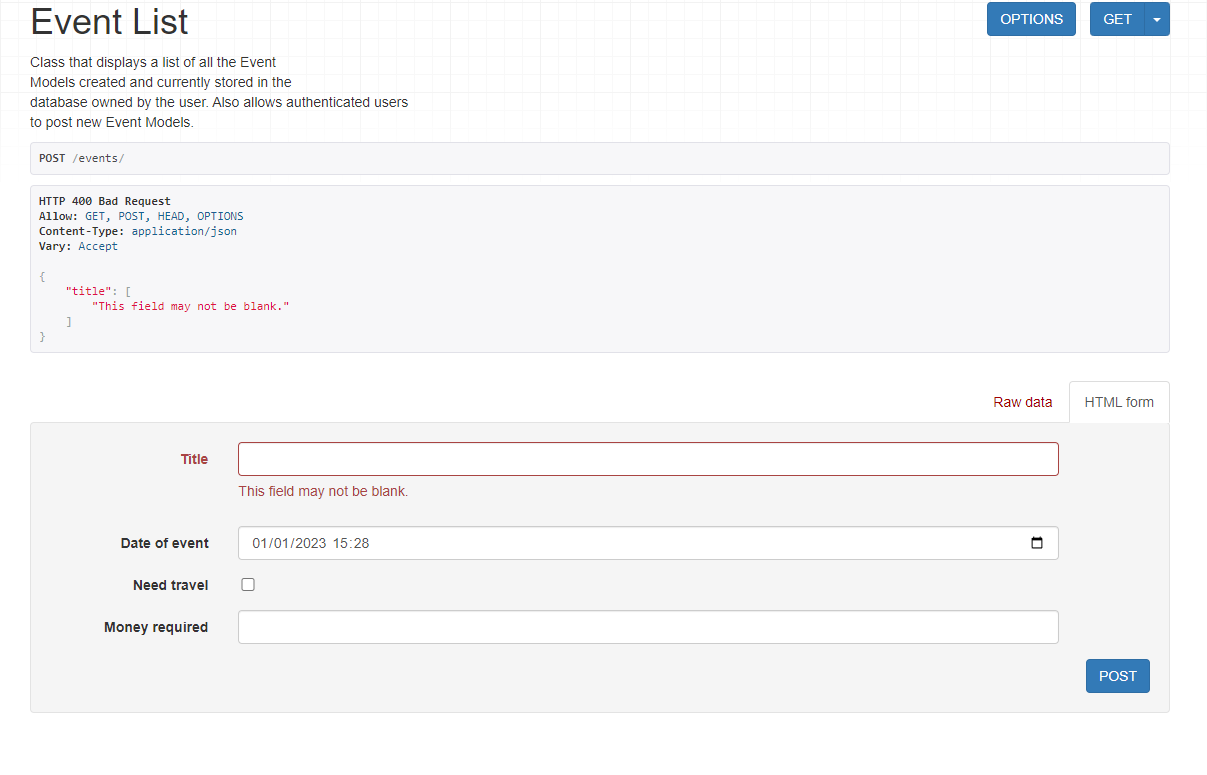 Event List
OPTIONS
GET
Class that displays a list of all the Event
Models created and currently stored in the
database owned by the user. Also allows authenticated users
to post new Event Models.
POST /events/
HTTP 400 Bad Request
Allow: GET, POST, HEAD, OPTIONS
Content-Type: application/json
Vary: Accept
{
    "title": [
        "This field may not be blank."
    ]
}
Raw data
HTML form
Title
This field may not be blank.
Date of event
01/01/2023 15:28
Need travel
Money required
POST